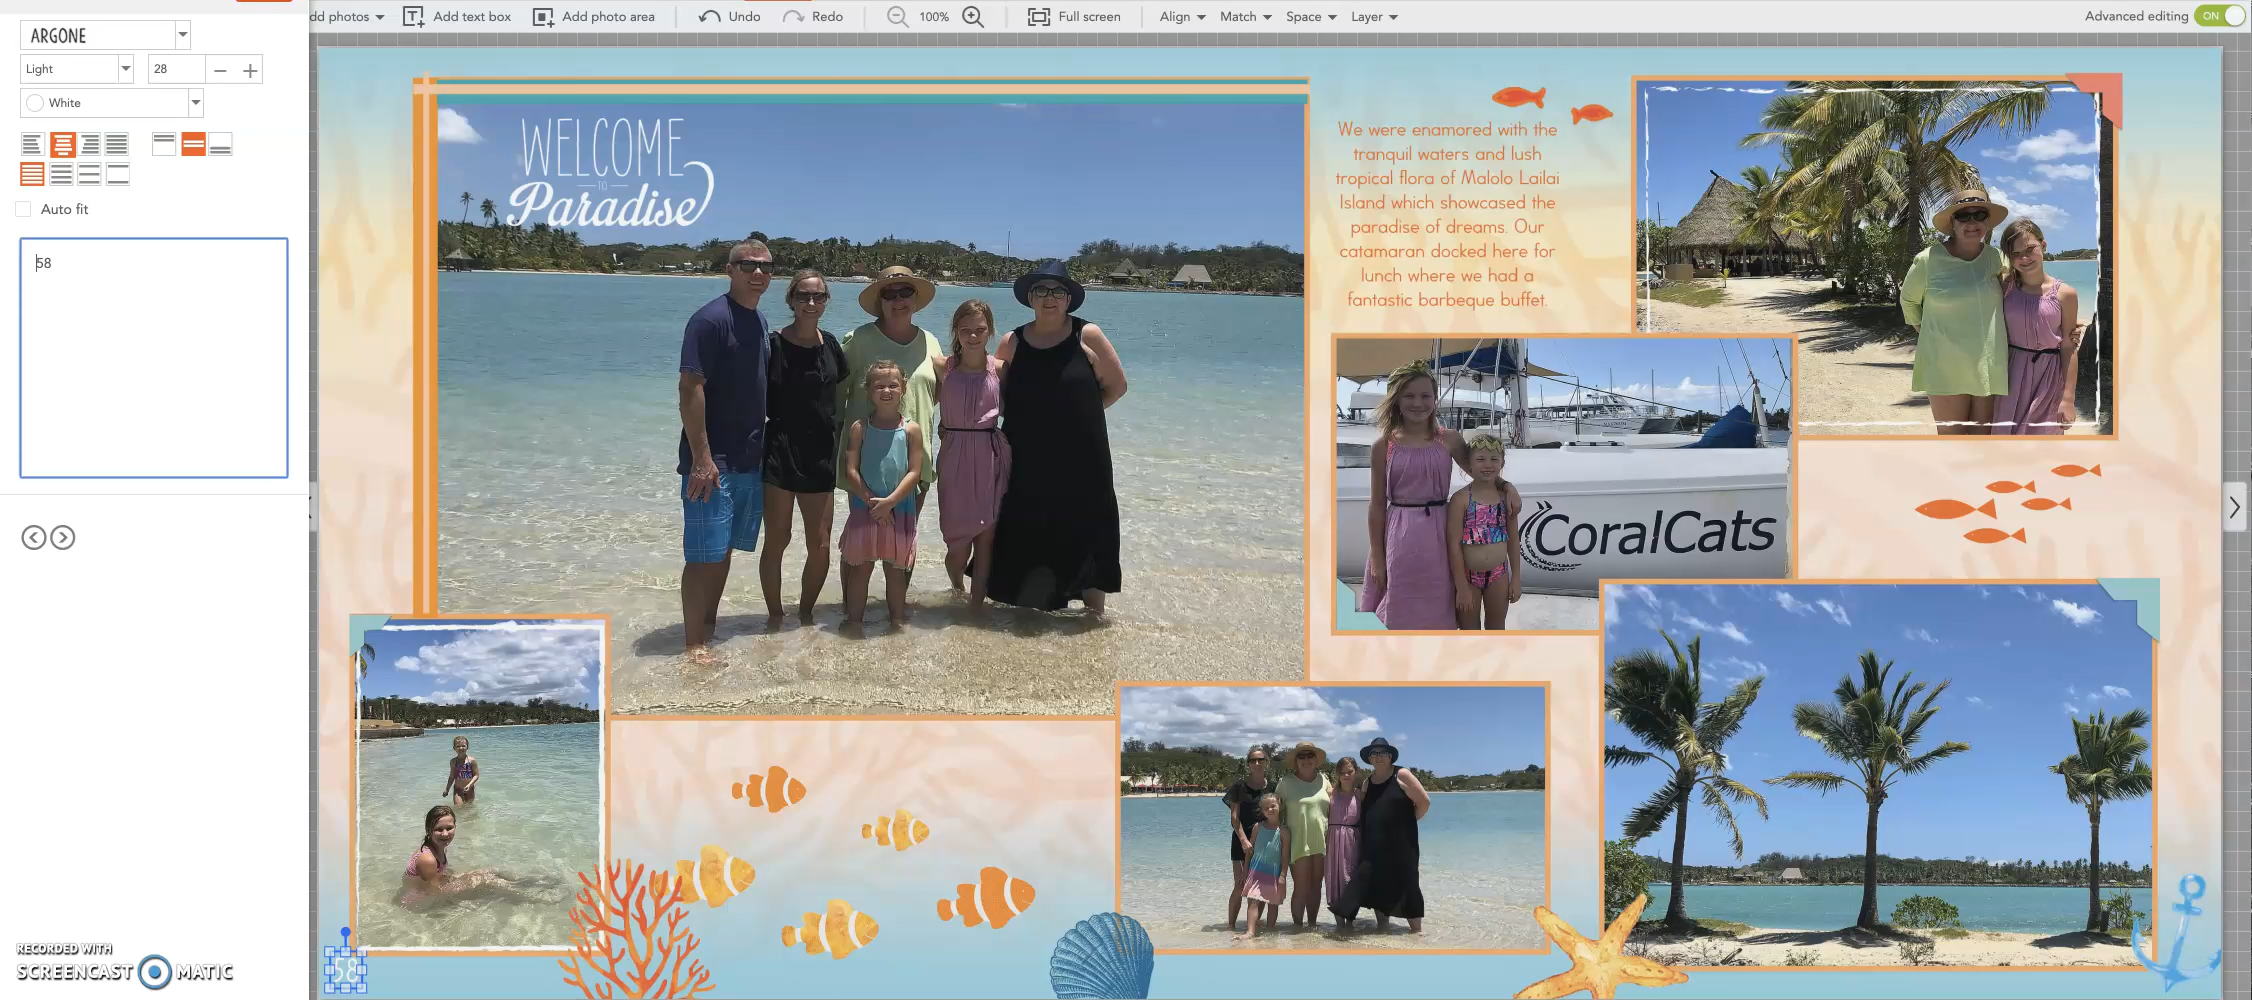 dd photos
Add text box
Add photo area
Undo
Redo
100%
Full screen
Align
Match
Space
Layer
Advanced editing
ON
ARGONE
Light
28
White
Auto fit
58
WELCOME
TO
Paradise
We were enamored with the
tranquil waters and lush
tropical flora of Malolo Lailai
Island which showcased the
paradise of dreams. Our
catamaran docked here for
lunch where we had a
fantastic barbeque buffet.
CoralCats
58
RECORDED WITH
SCREENCAST MATIC